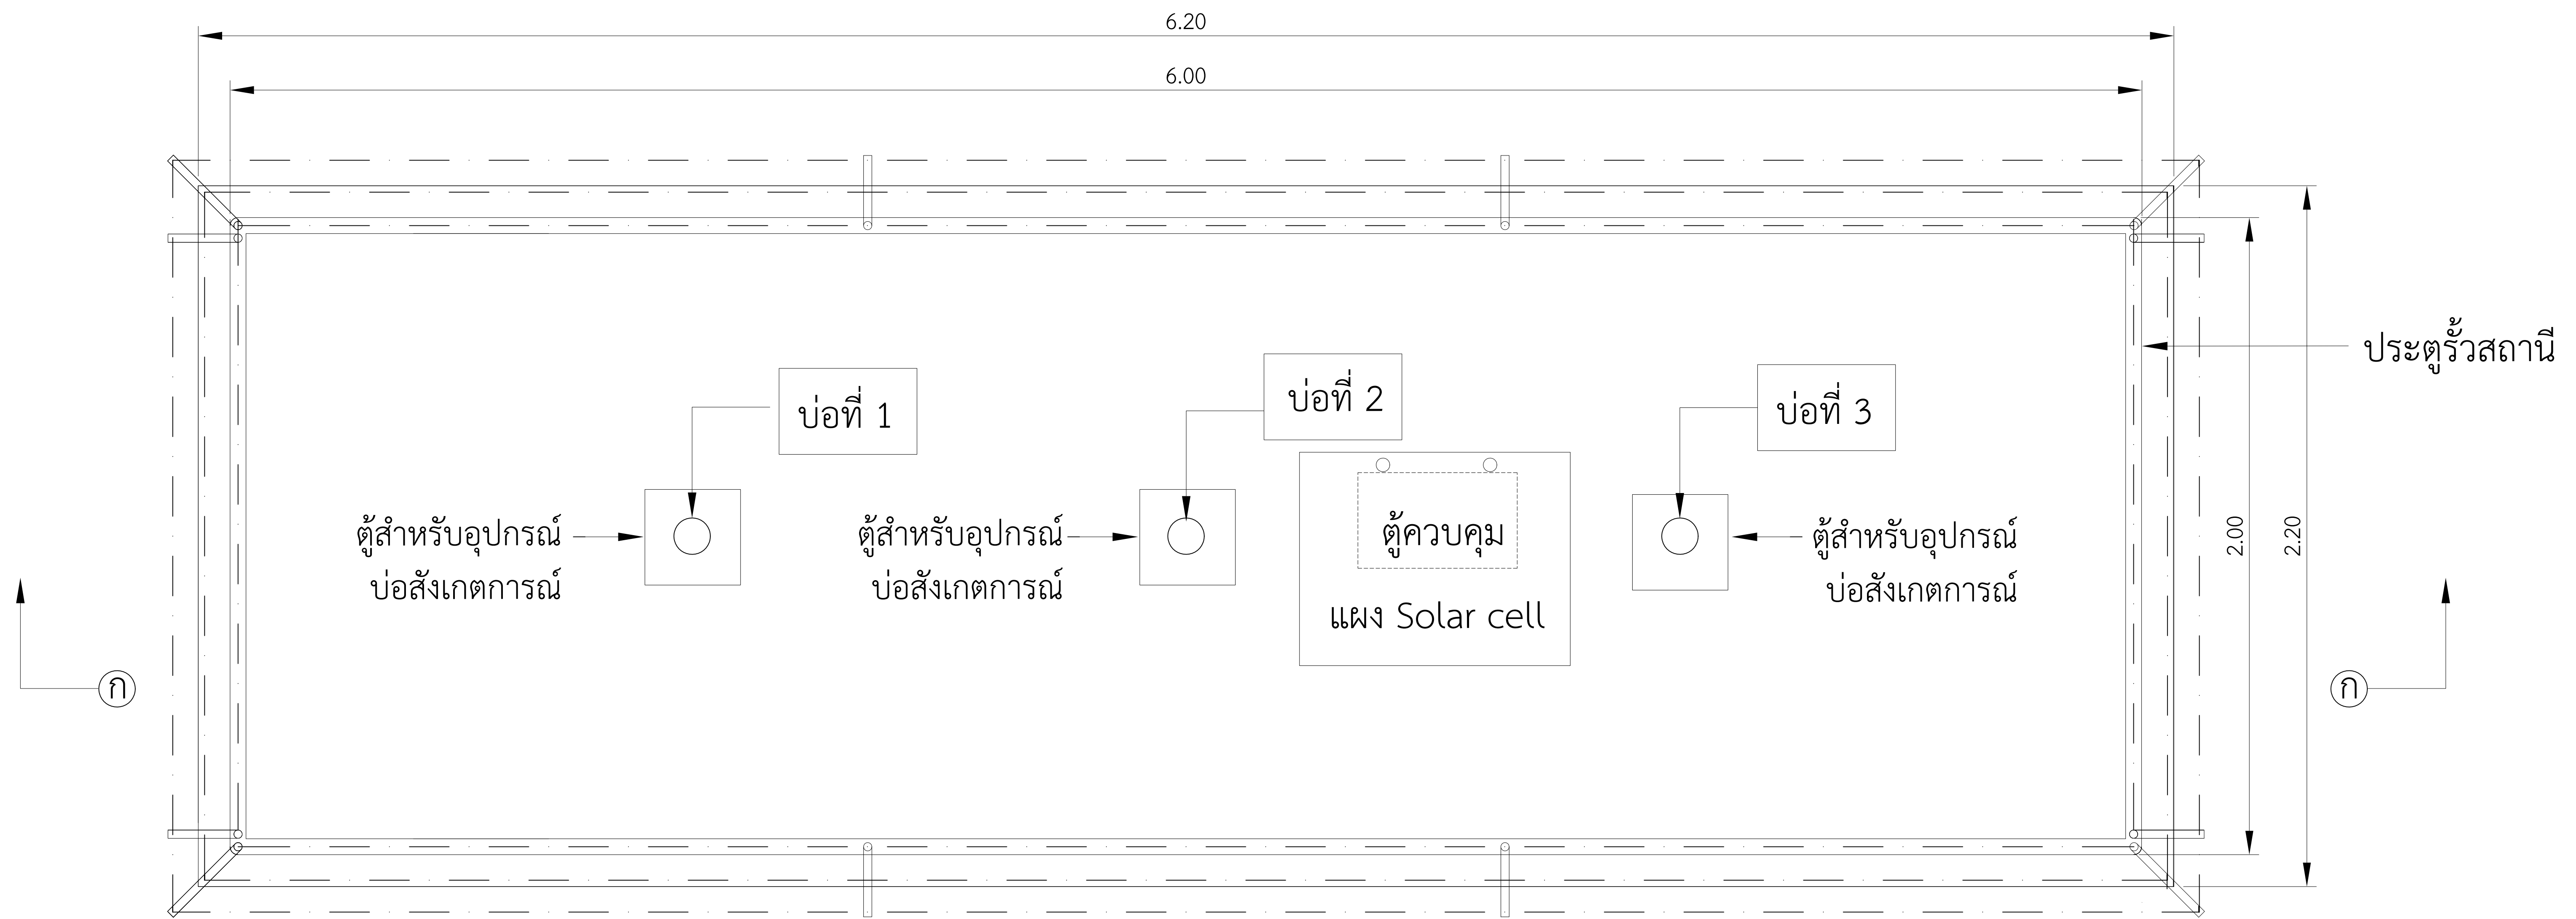 6.20
6.00
ประตูรั้วสถานี
บ่อที่ 1
บ่อที่ 2
บ่อที่ 3
ตู้สำหรับอุปกรณ์
บ่อสังเกตการณ์
ตู้สำหรับอุปกรณ์
บ่อสังเกตการณ์
ตู้ควบคุม
แผง Solar cell
ตู้สำหรับอุปกรณ์
บ่อสังเกตการณ์
2.00
2.20
ก
ก